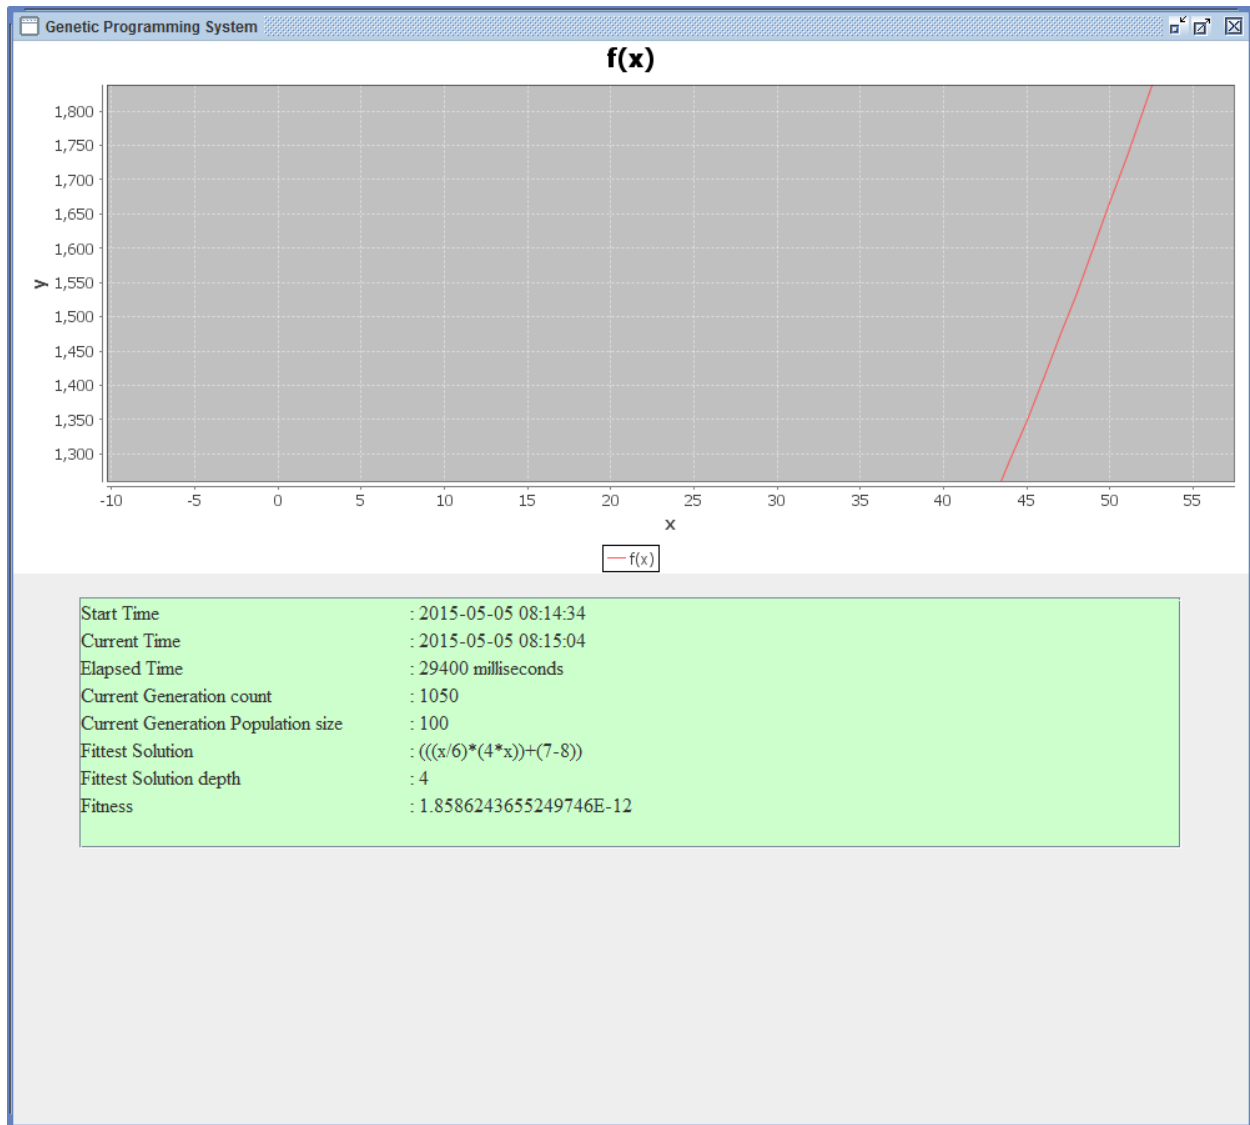 Genetic Programming System
f(x)
1,800
1,750
1,700
1,650
1,600
y
1,550
1,500
1,450
1,400
1,350
1,300
-10 -5 0 5 10 15 20 25 30 35 40 45 50 55
x
f(x)
Start Time : 2015-05-05 08:14:34
Current Time : 2015-05-05 08:15:04
Elapsed Time : 29400 milliseconds
Current Generation count : 1050
Current Generation Population size : 100
Fittest Solution : (((x/6)*(4*x))+(7-8))
Fittest Solution depth : 4
Fitness : 1.8586243655249746E-12